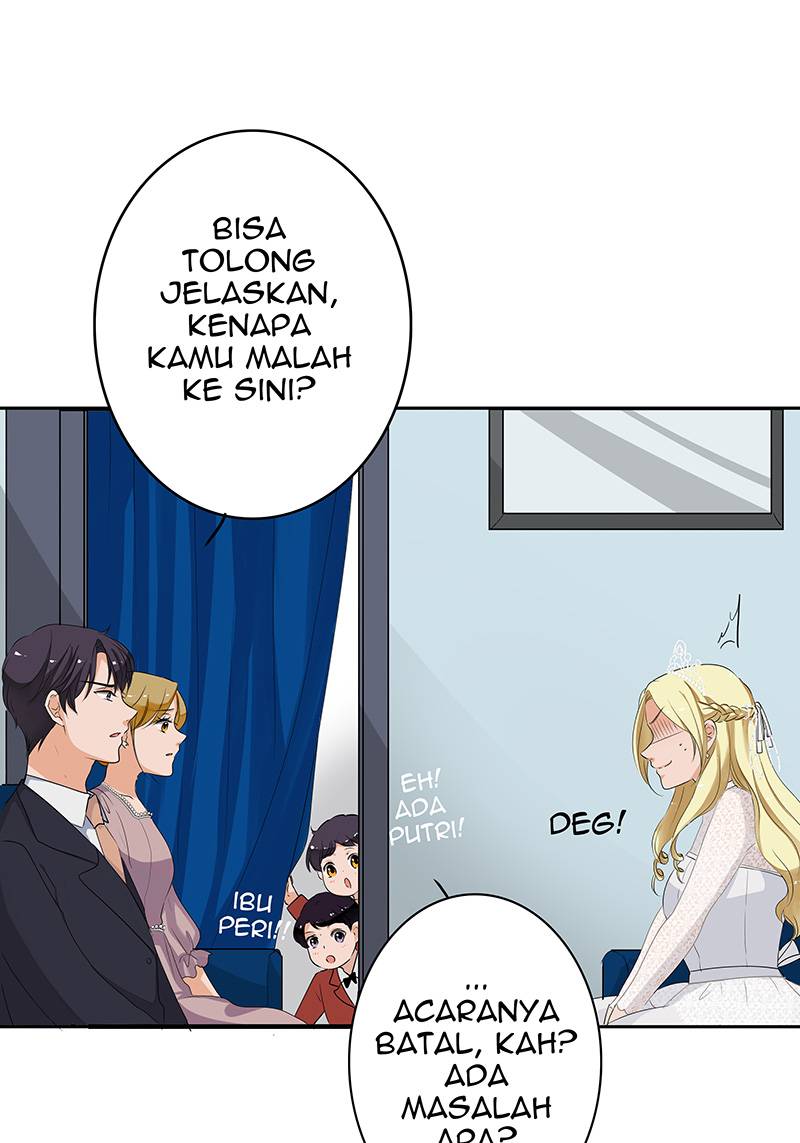 BISA
TOLONG
JELASKAN,
KENAPA
KAMU MALAH
KE SINI?
EH!
ADA
PUTRI!
DEG!
IBU
PERI!!
...
ACARANYA
BATAL, KAH?
ADA
MASALAH
APA?